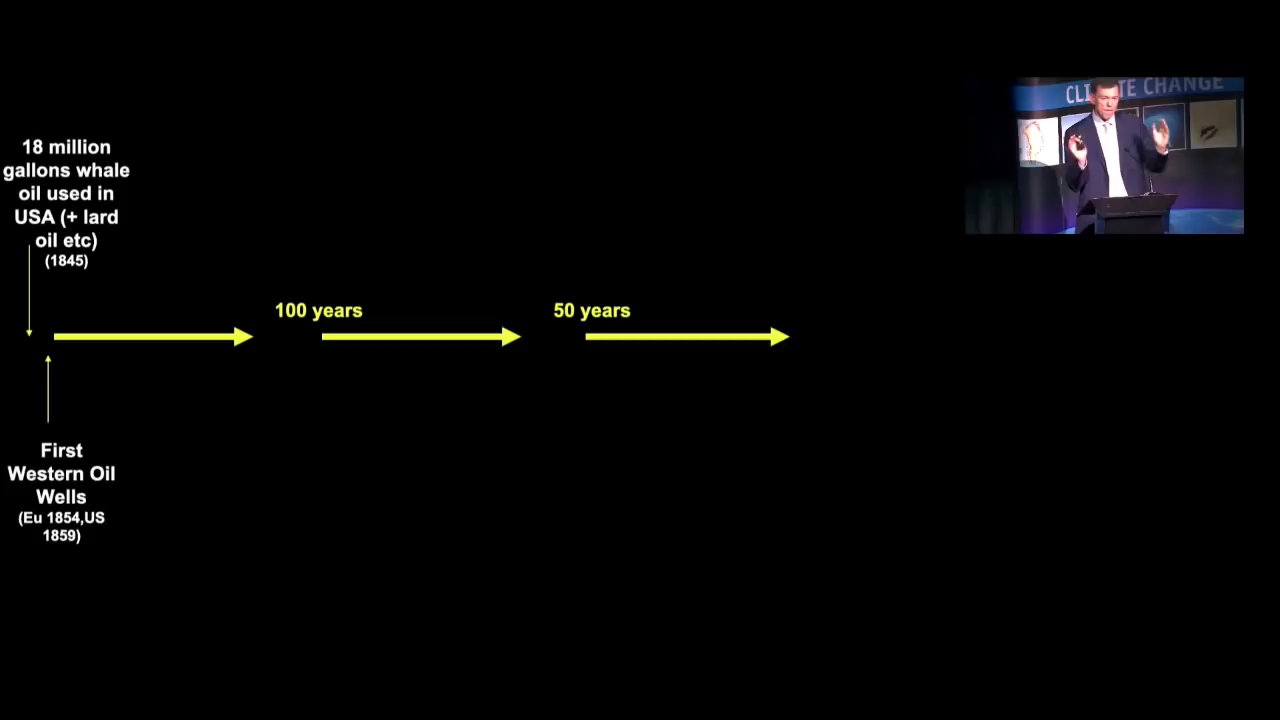 CLIMATE CHANGE
18 million
gallons whale
oil used in
USA (+ lard
oil etc)
(1845)
100 years
50 years
First
Western Oil
Wells
(Eu 1854,US
1859)